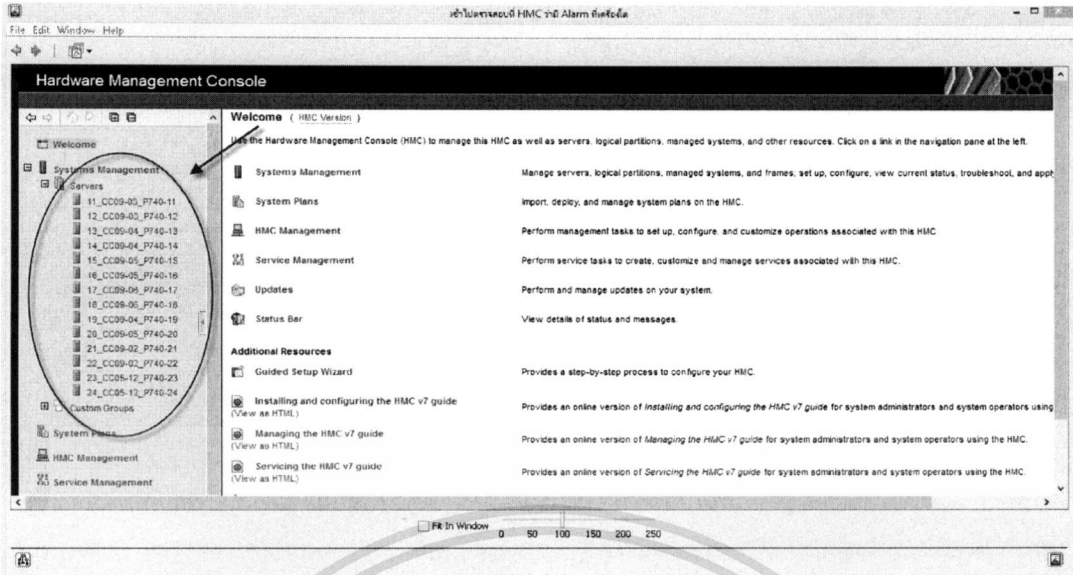 เข้าไปตรวจสอบที่ HMC ว่ามี Alarm ที่เครื่องใด
File Edit Window Help
Hardware Management Console
Welcome
Systems Management
Servers
11_CC09-03_P740-11
12_CC09-03_P740-12
13_CC09-04_P740-13
14_CC09-04_P740-14
15_CC09-05_P740-15
16_CC09-05_P740-16
17_CC09-06_P740-17
18_CC09-06_P740-18
19_CC09-04_P740-19
20_CC09-05_P740-20
21_CC09-02_P740-21
22_CC09-02_P740-22
23_CC05-12_P740-23
24_CC05-12_P740-24
Custom Groups
System Plans
HMC Management
Service Management
Welcome ( HMC Version )
Use the Hardware Management Console (HMC) to manage this HMC as well as servers, logical partitions, managed systems, and other resources. Click on a link in the navigation pane at the left.
Systems Management Manage servers, logical partitions, managed systems, and frames; set up, configure, view current status, troubleshoot, and appl
System Plans Import, deploy, and manage system plans on the HMC.
HMC Management Perform management tasks to set up, configure, and customize operations associated with this HMC
Service Management Perform service tasks to create, customize and manage services associated with this HMC.
Updates Perform and manage updates on your system.
Status Bar View details of status and messages.
Additional Resources
Guided Setup Wizard Provides a step-by-step process to configure your HMC.
Installing and configuring the HMC v7 guide Provides an online version of Installing and configuring the HMC v7 guide for system administrators and system operators using
(View as HTML)
Managing the HMC v7 guide Provides an online version of Managing the HMC v7 guide for system administrators and system operators using the HMC.
(View as HTML)
Servicing the HMC v7 guide Provides an online version of Servicing the HMC v7 guide for system administrators and system operators using the HMC.
(View as HTML)
Fit In Window 0 50 100 150 200 250